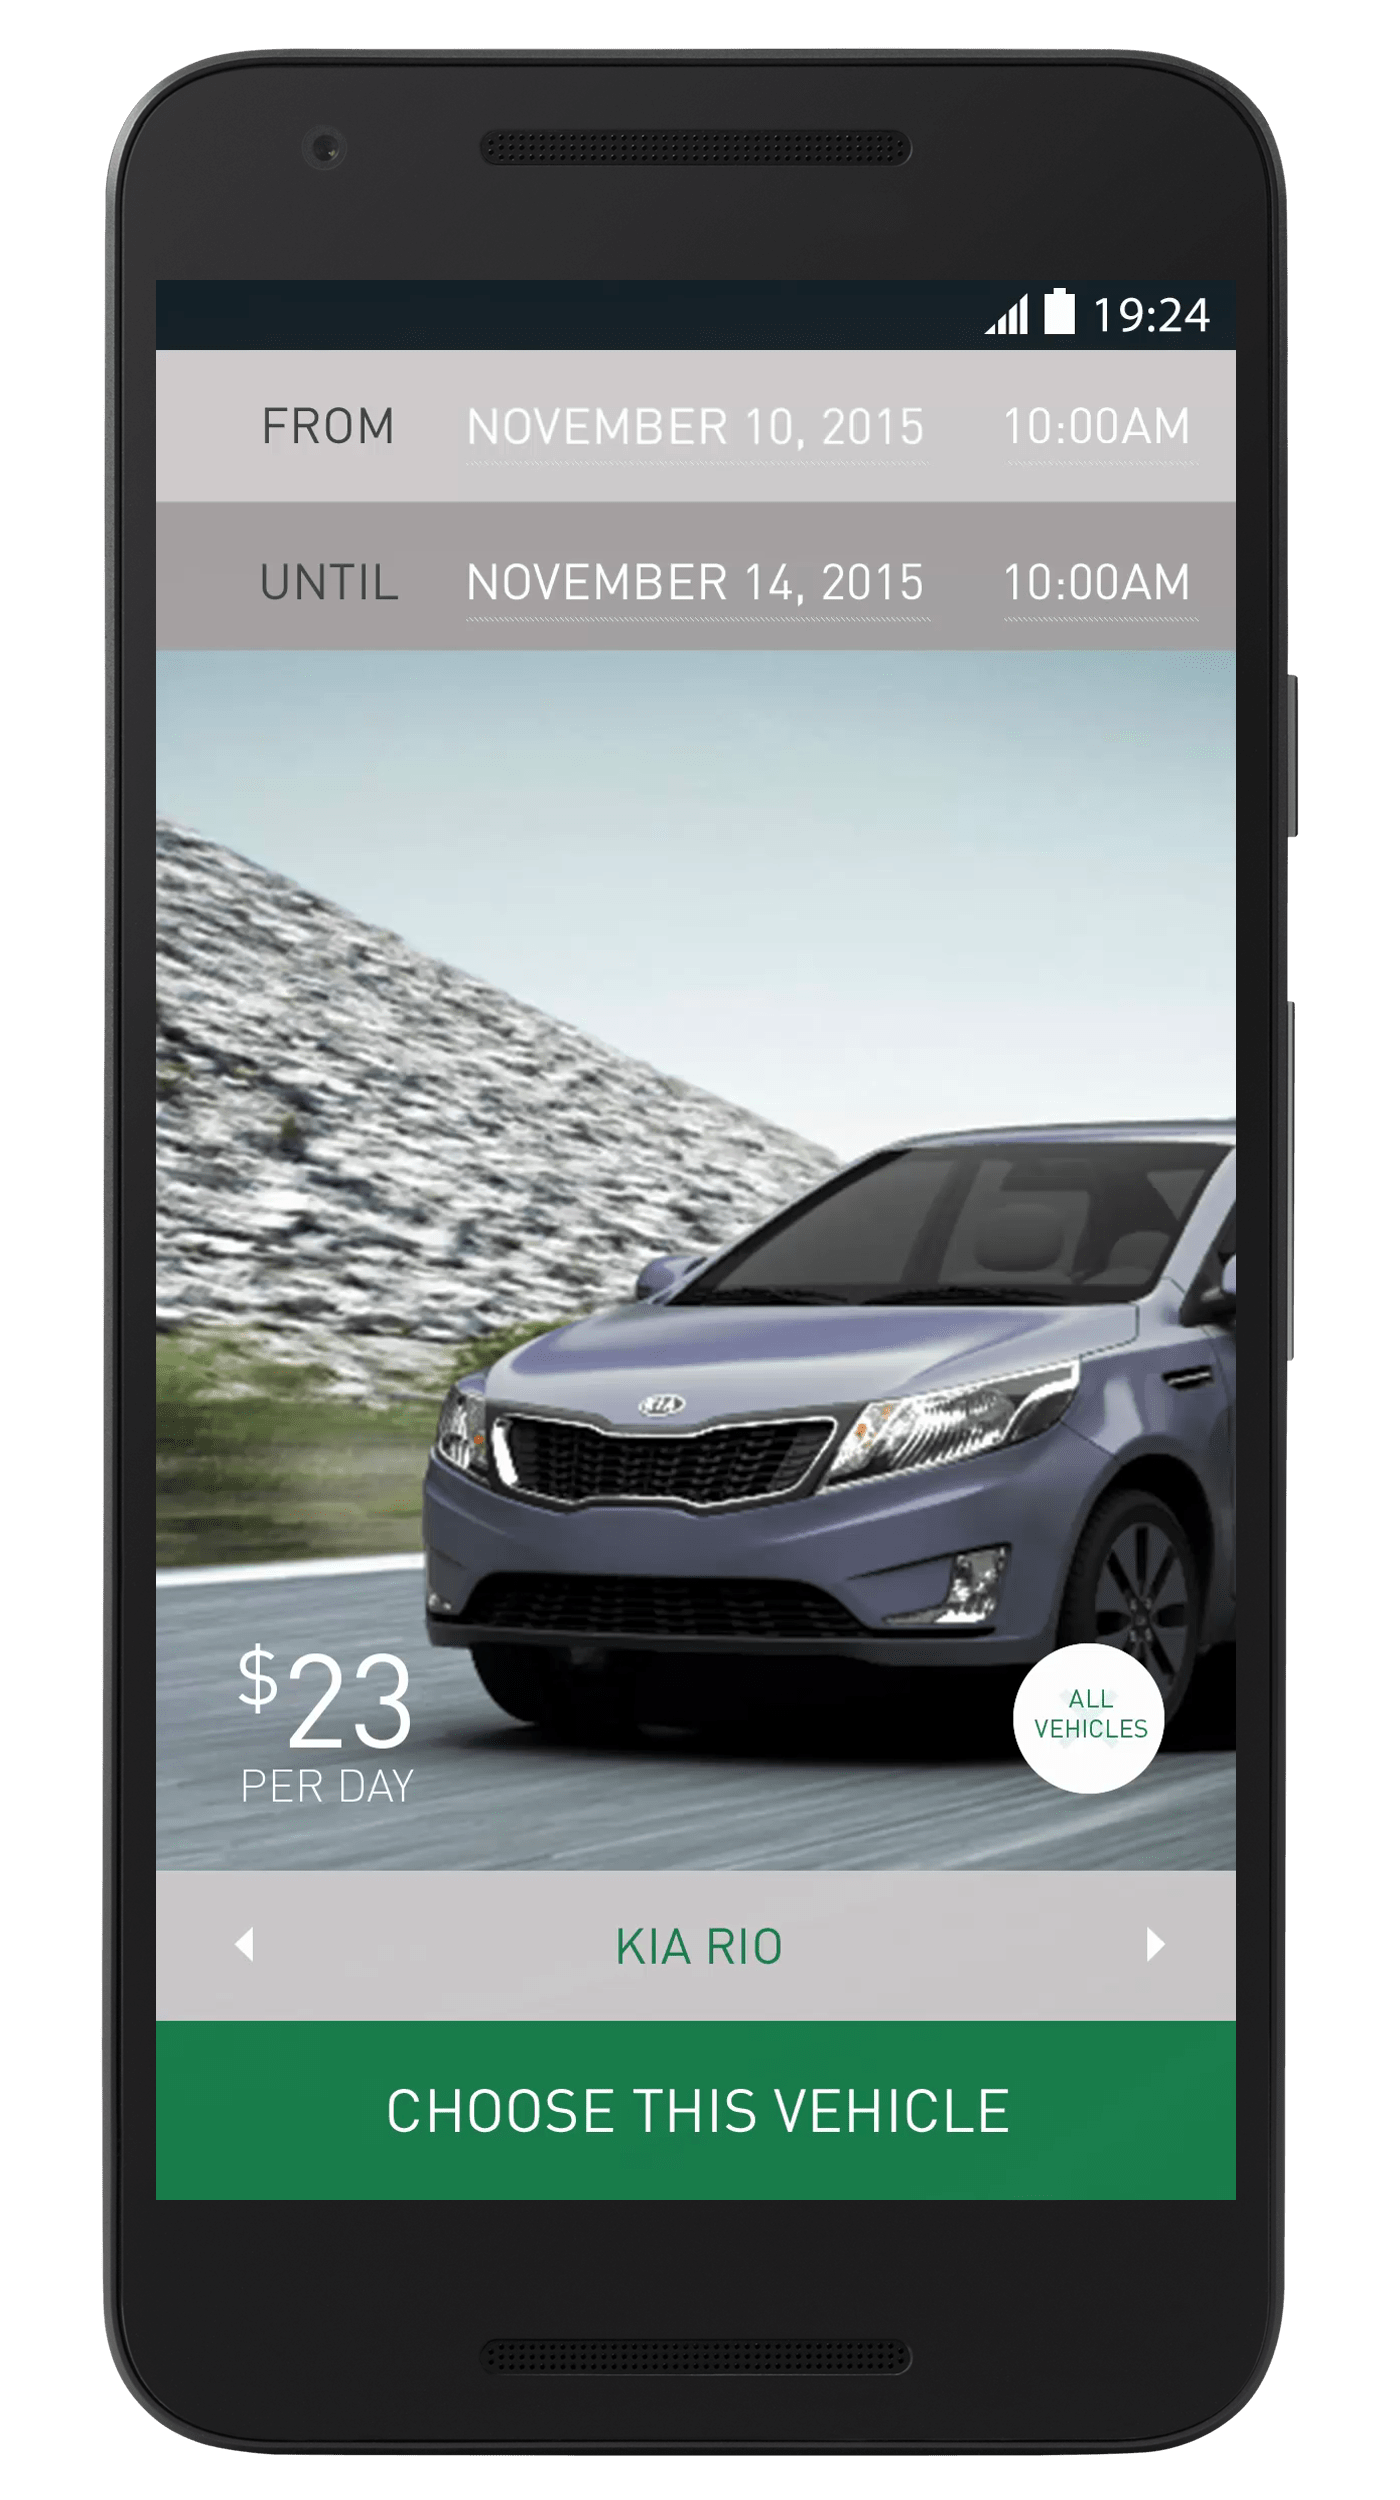 19:24
FROM NOVEMBER 10, 2015 10:00AM
UNTIL NOVEMBER 14, 2015 10:00AM
KIA
$23
PER DAY
ALL
VEHICLES
KIA RIO
CHOOSE THIS VEHICLE